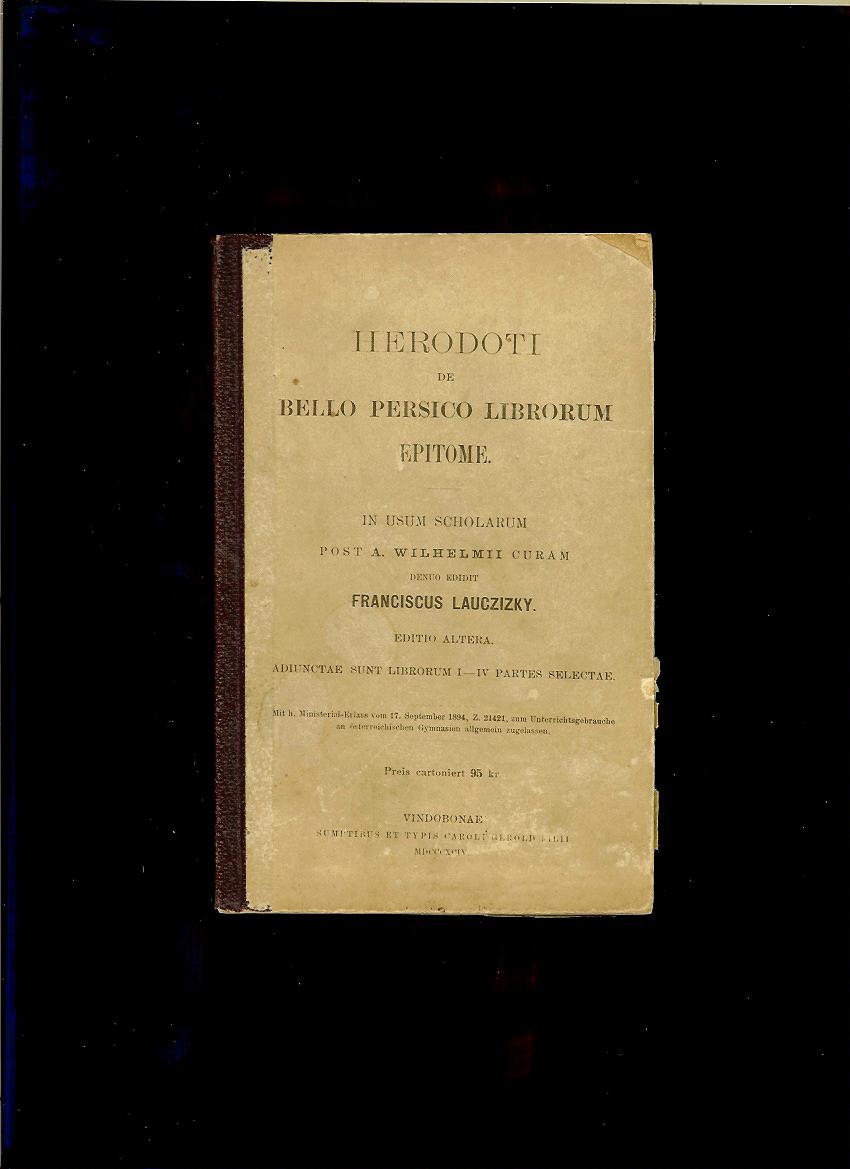 HERODOTI
DE
BELLO PERSICO LIBRORUM
EPITOME.
IN USUM SCHOLARUM
POST A. WILHELMII CURAM
DENUO EDIDIT
FRANCISCUS LAUCZIZKY.
EDITIO ALTERA.
ADIUNCTAE SUNT LIBRORUM I—IV PARTES SELECTAE.
Mit h. Ministerial-Erlass vom 17. September 1894, Z. 21421, zum Unterrichtsgebrauche
an österreichischen Gymnasien allgemein zugelassen.
Preis cartoniert 95 kr.
VINDOBONAE
SUMPTIBUS ET TYPIS CAROLI GEROLD FILII
MDCCCXCIV.